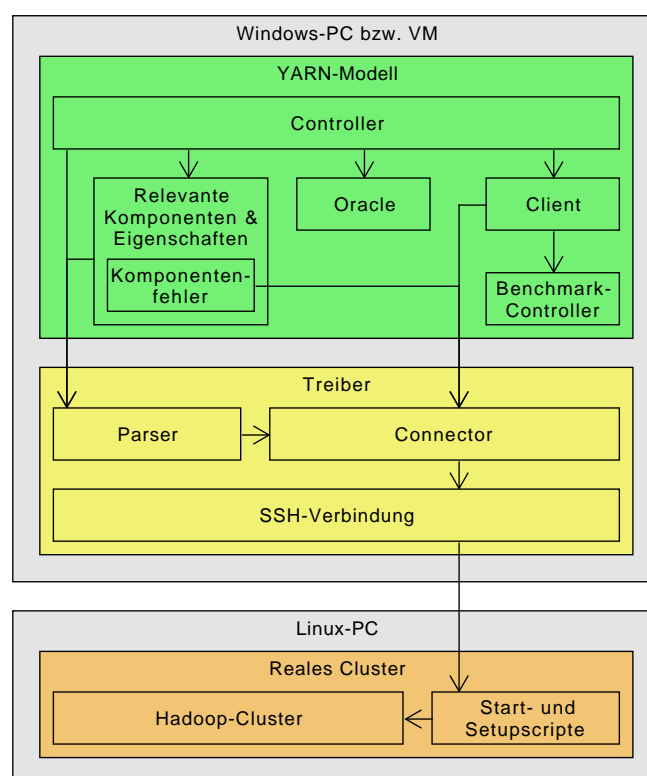 Windows-PC bzw. VM
YARN-Modell
Controller
Relevante
Komponenten &
Eigenschaften
Komponenten-
fehler
Oracle
Client
Benchmark-
Controller
Treiber
Parser
Connector
SSH-Verbindung
Linux-PC
Reales Cluster
Hadoop-Cluster
Start- und
Setupscripte